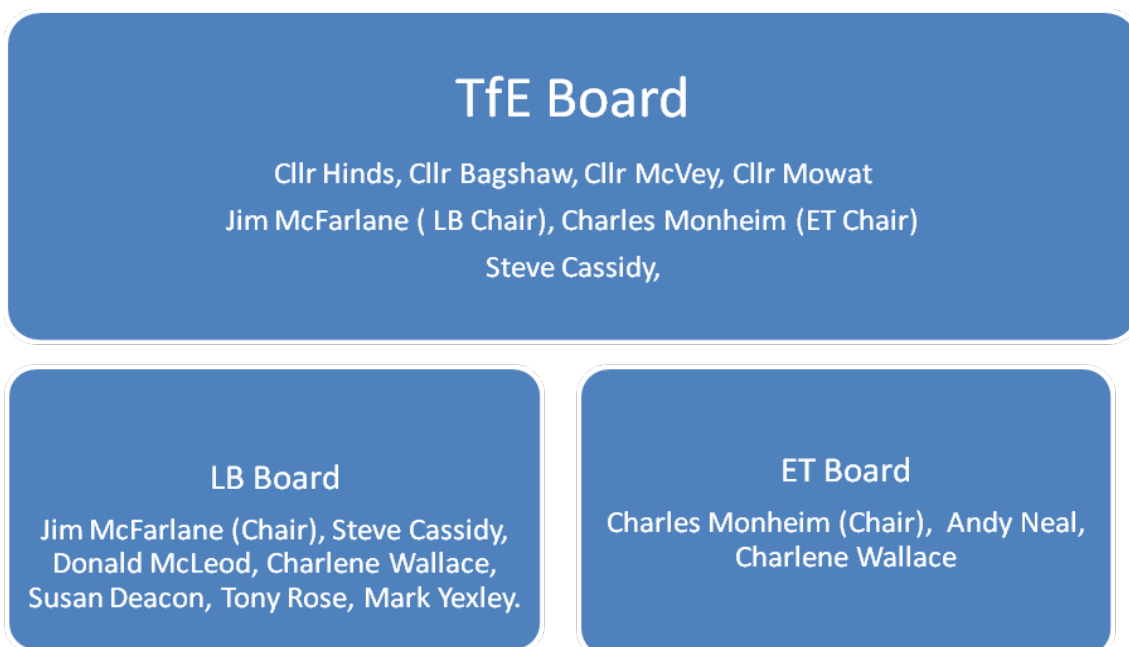 TfE Board
Cllr Hinds, Cllr Bagshaw, Cllr McVey, Cllr Mowat
Jim McFarlane ( LB Chair), Charles Monheim (ET Chair)
Steve Cassidy,
LB Board
Jim McFarlane (Chair), Steve Cassidy,
Donald McLeod, Charlene Wallace,
Susan Deacon, Tony Rose, Mark Yexley.
ET Board
Charles Monheim (Chair),  Andy Neal,
Charlene Wallace